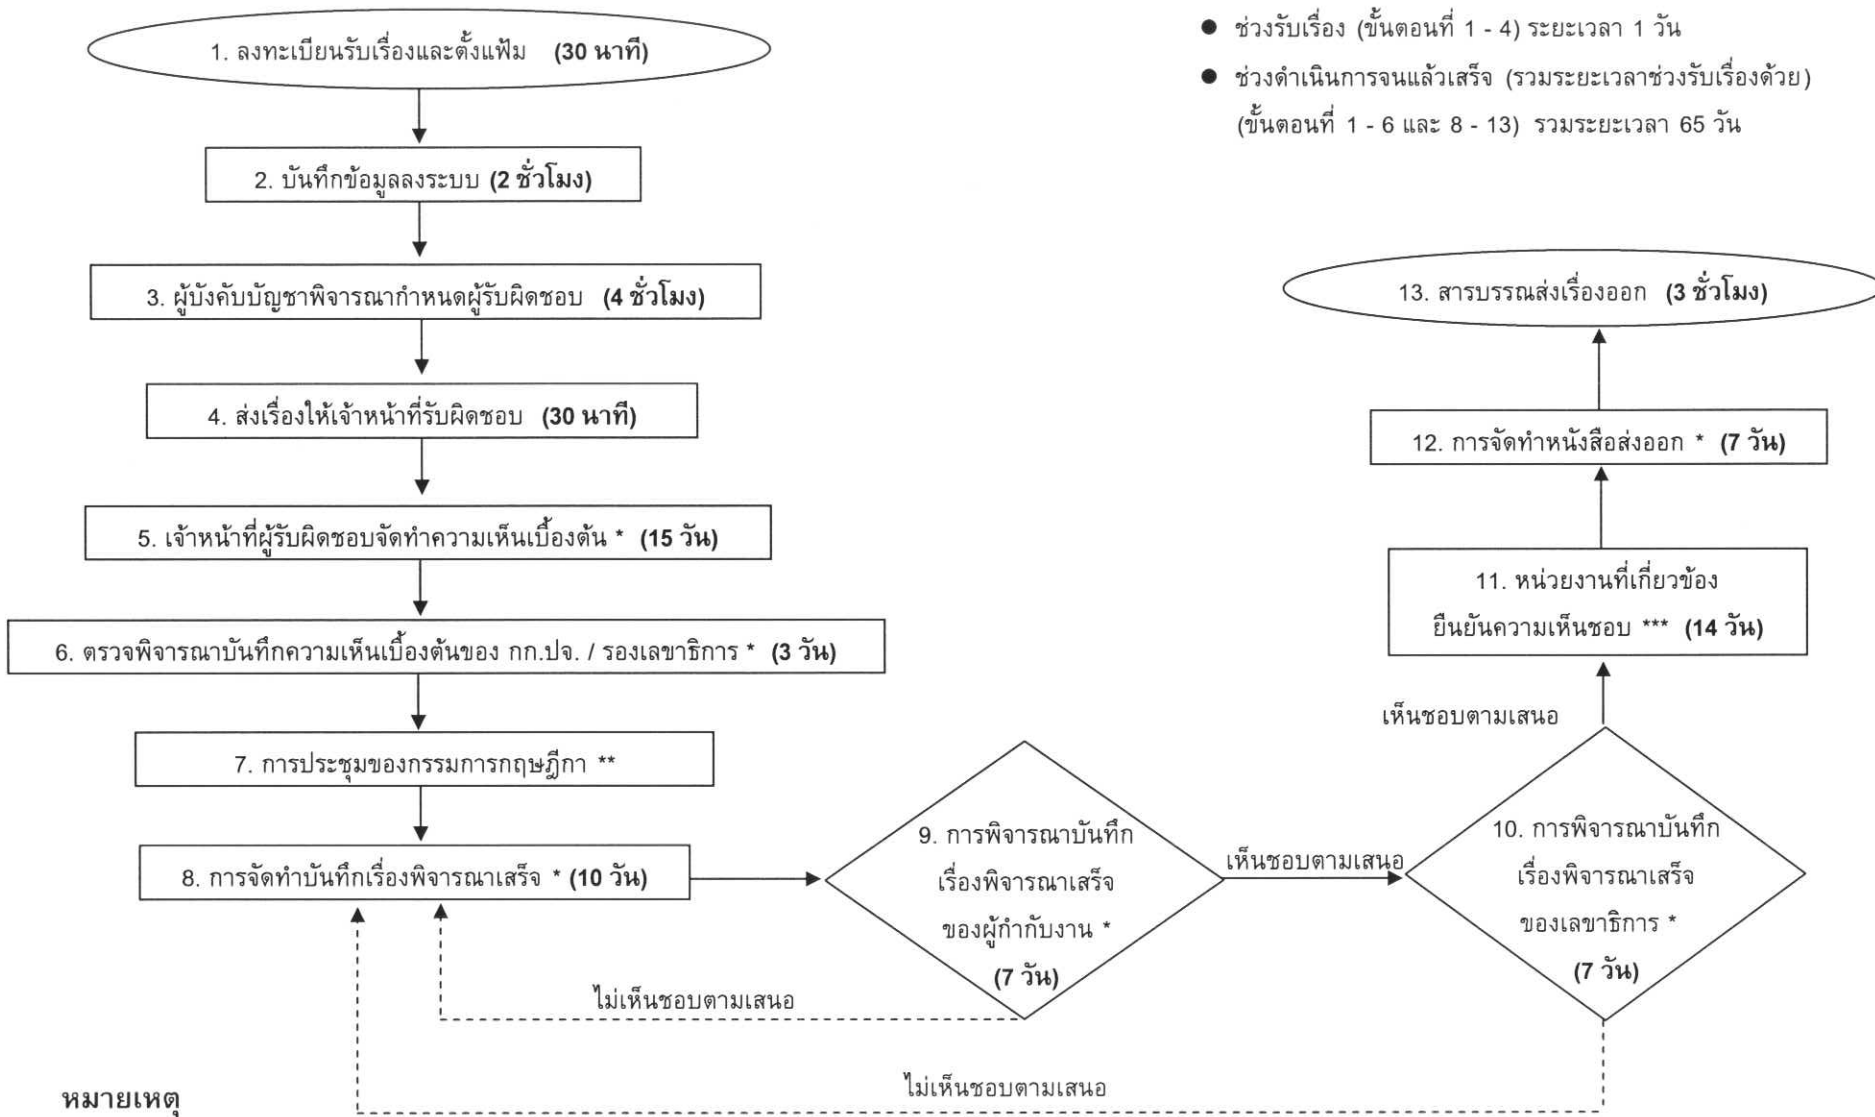 1. ลงทะเบียนรับเรื่องและตั้งแฟ้ม (30 นาที)
● ช่วงรับเรื่อง (ขั้นตอนที่ 1 - 4) ระยะเวลา 1 วัน
● ช่วงดำเนินการจนแล้วเสร็จ (รวมระยะเวลาช่วงรับเรื่องด้วย)
(ขั้นตอนที่ 1 - 6 และ 8 - 13) รวมระยะเวลา 65 วัน
2. บันทึกข้อมูลลงระบบ (2 ชั่วโมง)
3. ผู้บังคับบัญชาพิจารณากำหนดผู้รับผิดชอบ (4 ชั่วโมง)
4. ส่งเรื่องให้เจ้าหน้าที่รับผิดชอบ (30 นาที)
5. เจ้าหน้าที่ผู้รับผิดชอบจัดทำความเห็นเบื้องต้น * (15 วัน)
6. ตรวจพิจารณาบันทึกความเห็นเบื้องต้นของ กก.ปจ. / รองเลขาธิการ * (3 วัน)
7. การประชุมของกรรมการกฤษฎีกา **
8. การจัดทำบันทึกเรื่องพิจารณาเสร็จ * (10 วัน)
9. การพิจารณาบันทึก
เรื่องพิจารณาเสร็จ
ของผู้กำกับงาน *
(7 วัน)
ไม่เห็นชอบตามเสนอ
เห็นชอบตามเสนอ
10. การพิจารณาบันทึก
เรื่องพิจารณาเสร็จ
ของเลขาธิการ *
(7 วัน)
ไม่เห็นชอบตามเสนอ
เห็นชอบตามเสนอ
11. หน่วยงานที่เกี่ยวข้อง
ยืนยันความเห็นชอบ *** (14 วัน)
12. การจัดทำหนังสือส่งออก * (7 วัน)
13. สารบรรณส่งเรื่องออก (3 ชั่วโมง)
หมายเหตุ